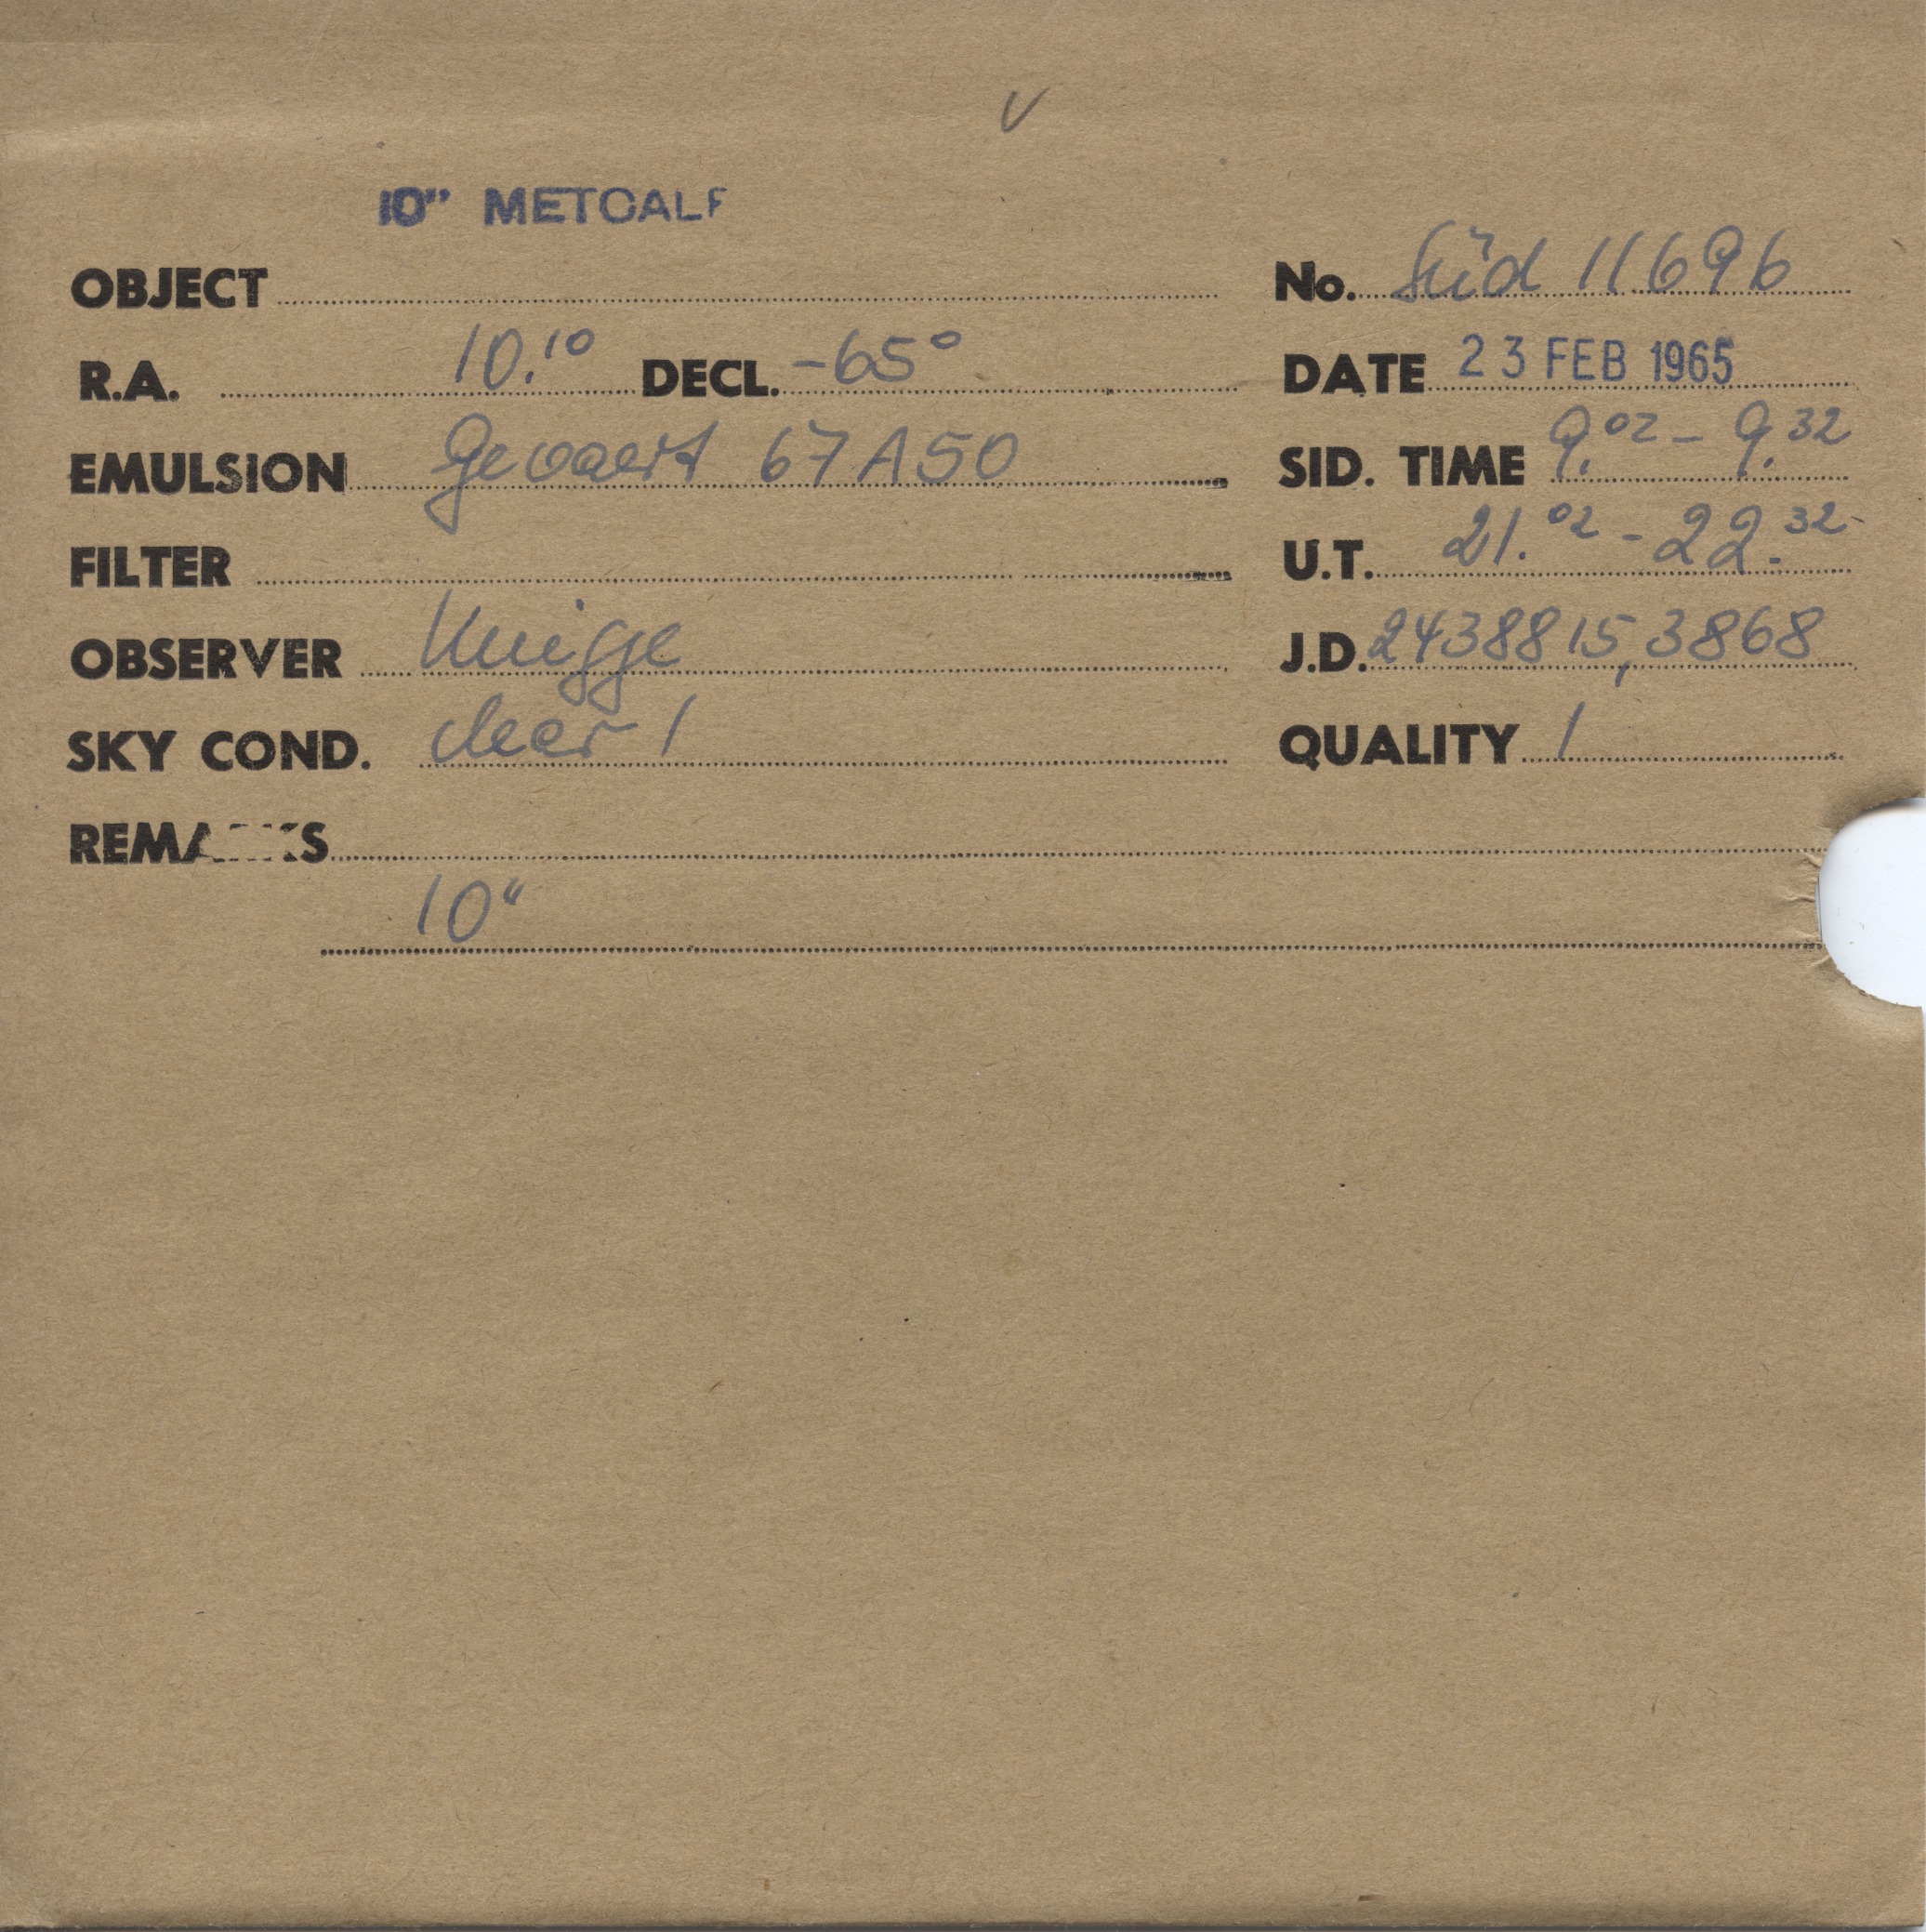 V
10" METCALF
OBJECT No. Süd 11696
R.A. 10.10 DECL. -65° DATE 23 FEB 1965
EMULSION Gevaert 67A50 SID. TIME 9.02 - 9.32
FILTER U.T. 21.02 - 22.32
OBSERVER Knigge J.D. 2438815,3868
SKY COND. clear 1 QUALITY 1
REMARKS
10"